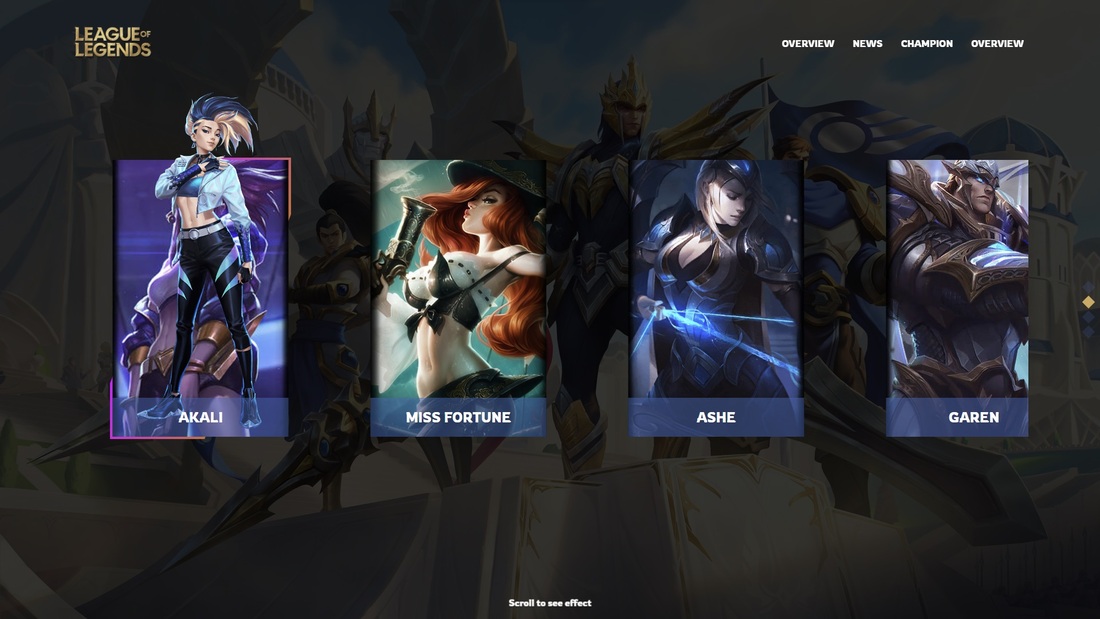 LEAGUE OF
LEGENDS
OVERVIEW NEWS CHAMPION OVERVIEW
AKALI
MISS FORTUNE
ASHE
GAREN
Scroll to see effect